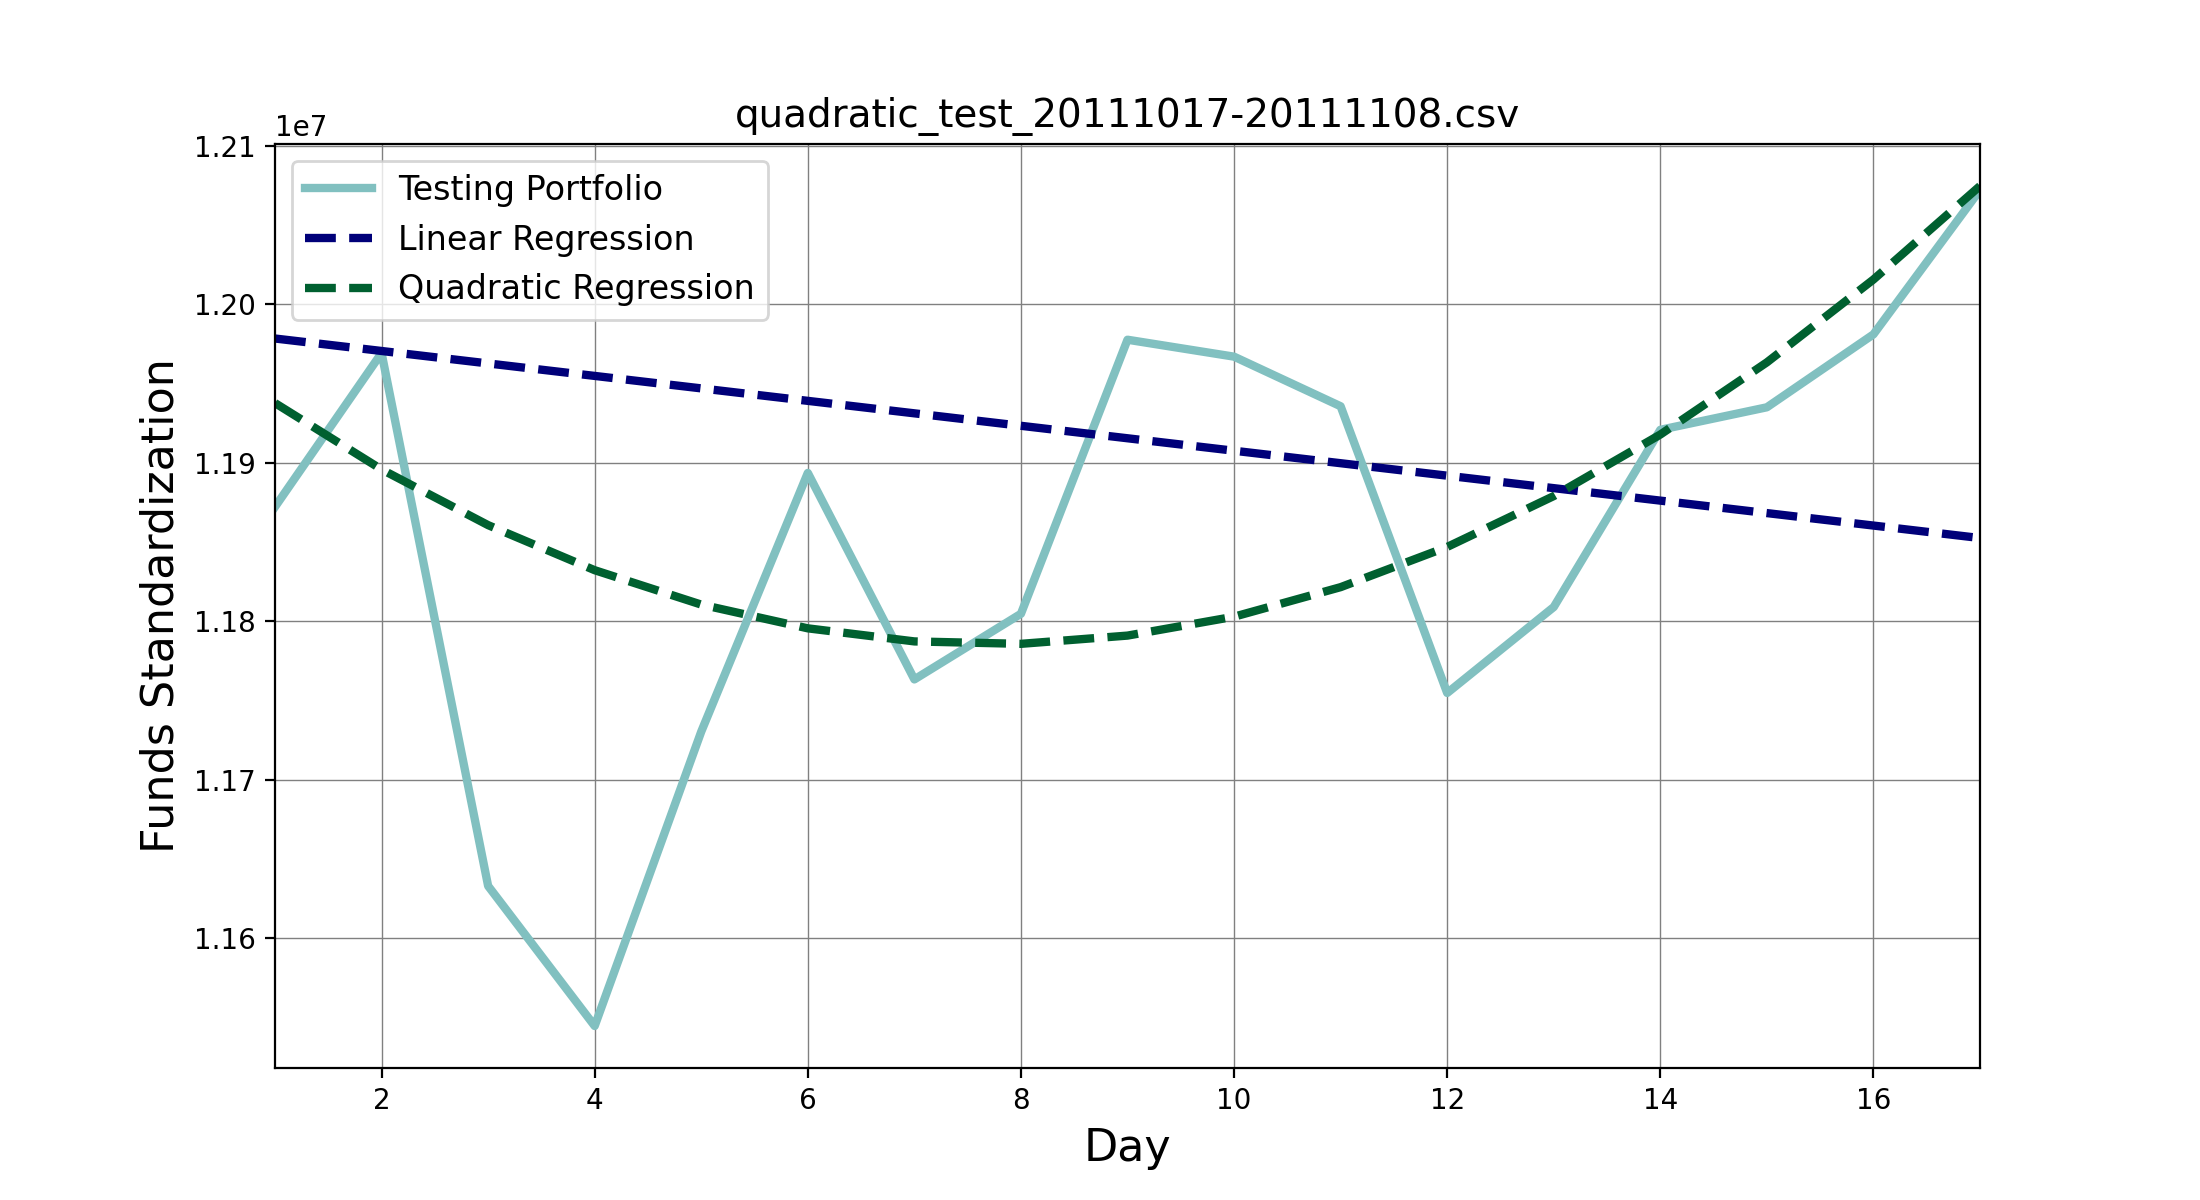 quadratic_test_20111017-20111108.csv
1e7
1.21
1.20
1.19
1.18
1.17
1.16
Funds Standardization
Testing Portfolio
Linear Regression
Quadratic Regression
2 4 6 8 10 12 14 16
Day